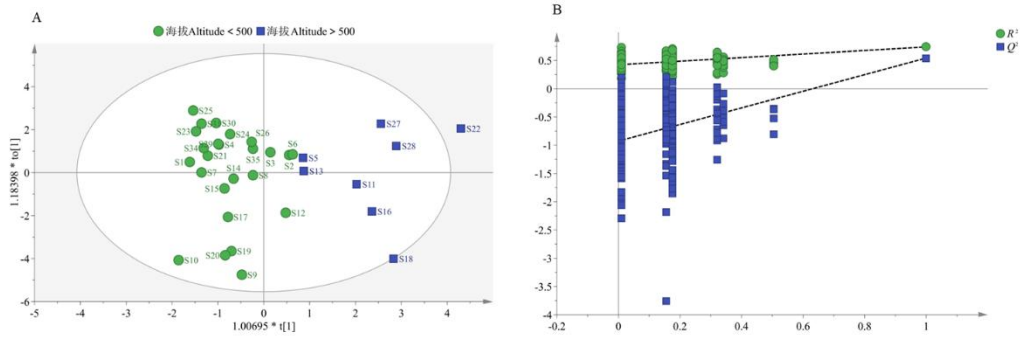 A
海拔Altitude < 500 海拔Altitude > 500
1.18398 * to[1]
4
2
0
-2
-4
-6
S25
S30
S23
S24
S26
S4
S34
S21
S35
S3
S6
S2
S1
S7
S14
S8
S15
S17
S12
S20
S19
S10
S9
S27
S22
S28
S5
S13
S11
S16
S18
-5 -4 -3 -2 -1 0 1 2 3 4 5
1.00695 * t[1]
B
R²
Q²
0.5
0
-0.5
-1
-1.5
-2
-2.5
-3
-3.5
-4
-0.2 0 0.2 0.4 0.6 0.8 1 1.2